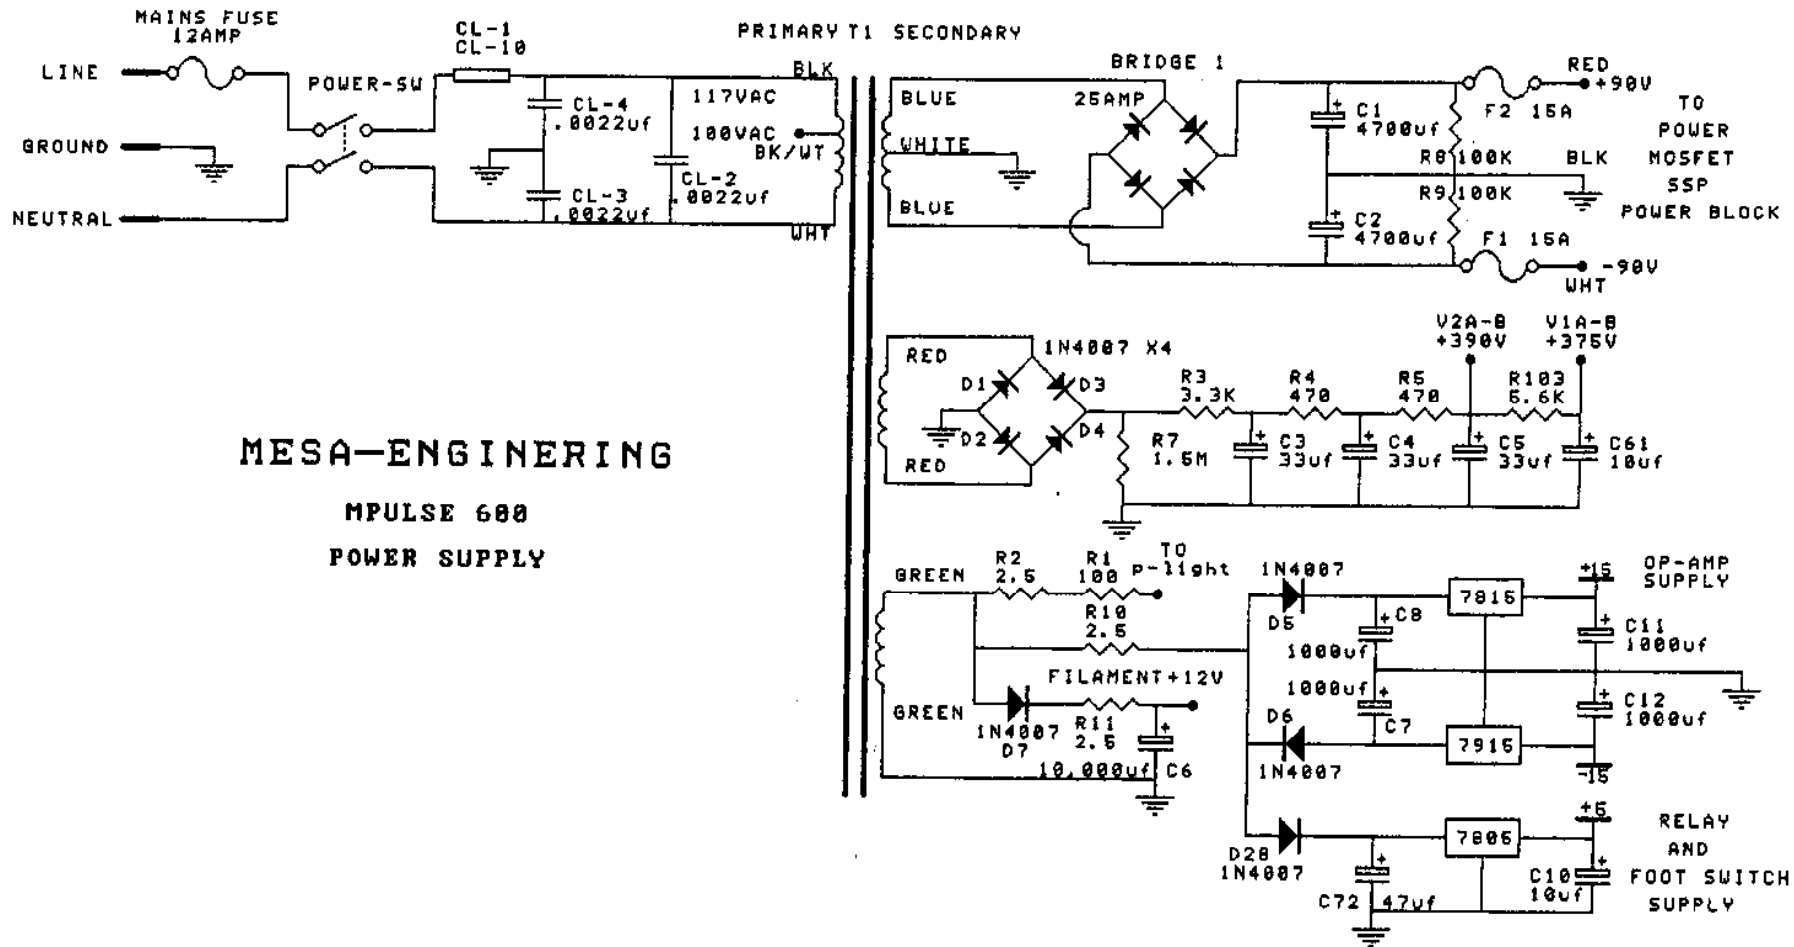 MAINS FUSE
12AMP
LINE
GROUND
NEUTRAL
POWER-SW
CL-1
CL-10
CL-4
.0022uf
CL-3
.0022uf
CL-2
.0022uf
117VAC
100VAC
BK/WT
BLK
WHT
PRIMARY T1 SECONDARY
BLUE
WHITE
BLUE
BRIDGE 1
25AMP
C1
4700uf
C2
4700uf
R8 100K
R9 100K
F2 15A
F1 15A
RED
+90V
BLK
-90V
WHT
TO
POWER
MOSFET
SSP
POWER BLOCK
RED
RED
1N4007 X4
D1
D3
D2
D4
R7
1.5M
R3
3.3K
R4
470
R5
470
R103
5.6K
V2A-B
+390V
V1A-B
+375V
C3
33uf
C4
33uf
C5
33uf
C61
10uf
MESA-ENGINERING
MPULSE 600
POWER SUPPLY
GREEN
GREEN
R2
2.5
R1
100
TO
p-light
R10
2.5
FILAMENT+12V
1N4007
D7
R11
2.5
10,000uf C6
1N4007
D5
D6
1N4007
D28
1N4007
C8
1000uf
1000uf
C7
7815
7915
7805
+15
-15
+5
OP-AMP
SUPPLY
C11
1000uf
C12
1000uf
C72 47uf
C10
10uf
RELAY
AND
FOOT SWITCH
SUPPLY